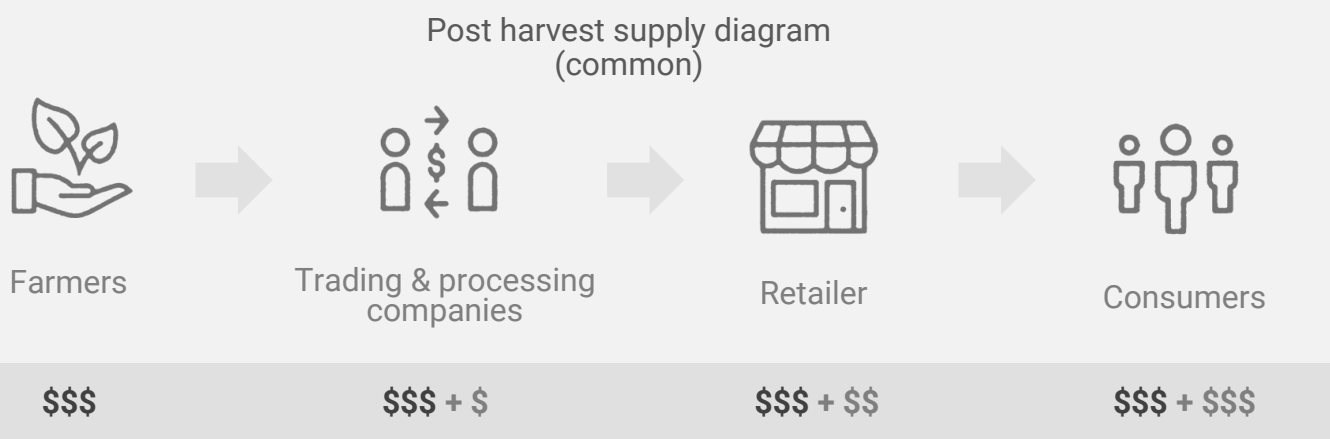 Post harvest supply diagram
(common)
$
Farmers
Trading & processing
companies
Retailer
Consumers
$$$
$$$ + $
$$$ + $$
$$$ + $$$